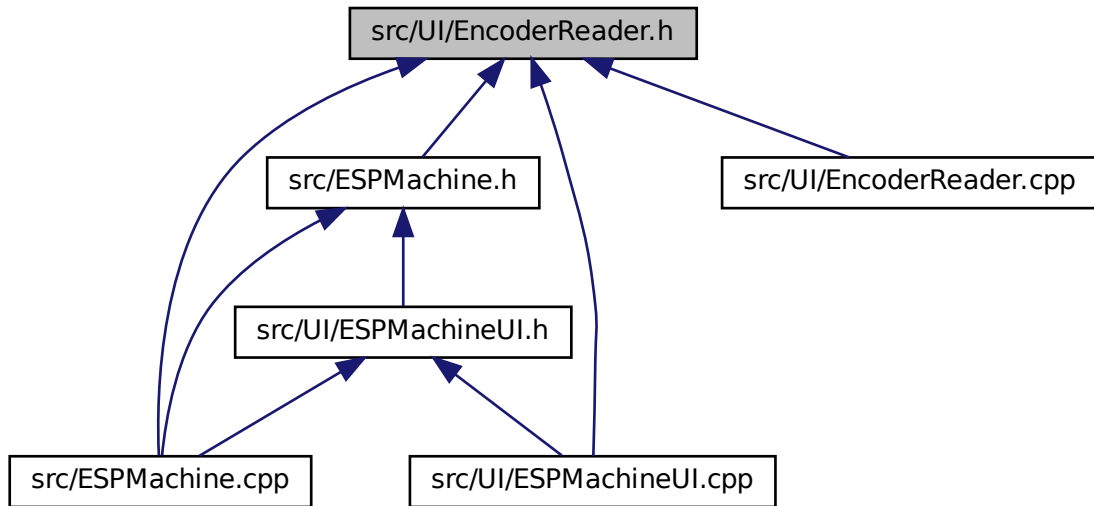 src/UI/EncoderReader.h
src/ESPMachine.h
src/UI/EncoderReader.cpp
src/UI/ESPMachineUI.h
src/ESPMachine.cpp
src/UI/ESPMachineUI.cpp